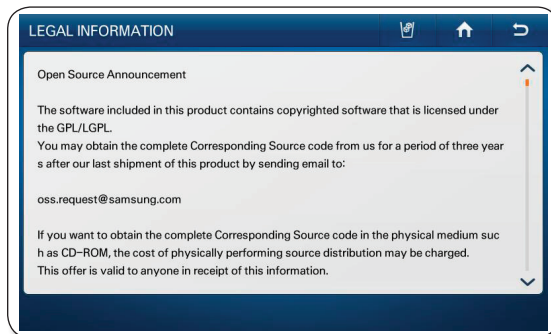 LEGAL INFORMATION
Open Source Announcement
The software included in this product contains copyrighted software that is licensed under
the GPL/LGPL.
You may obtain the complete Corresponding Source code from us for a period of three year
s after our last shipment of this product by sending email to:
oss.request@samsung.com
If you want to obtain the complete Corresponding Source code in the physical medium suc
h as CD-ROM, the cost of physically performing source distribution may be charged.
This offer is valid to anyone in receipt of this information.